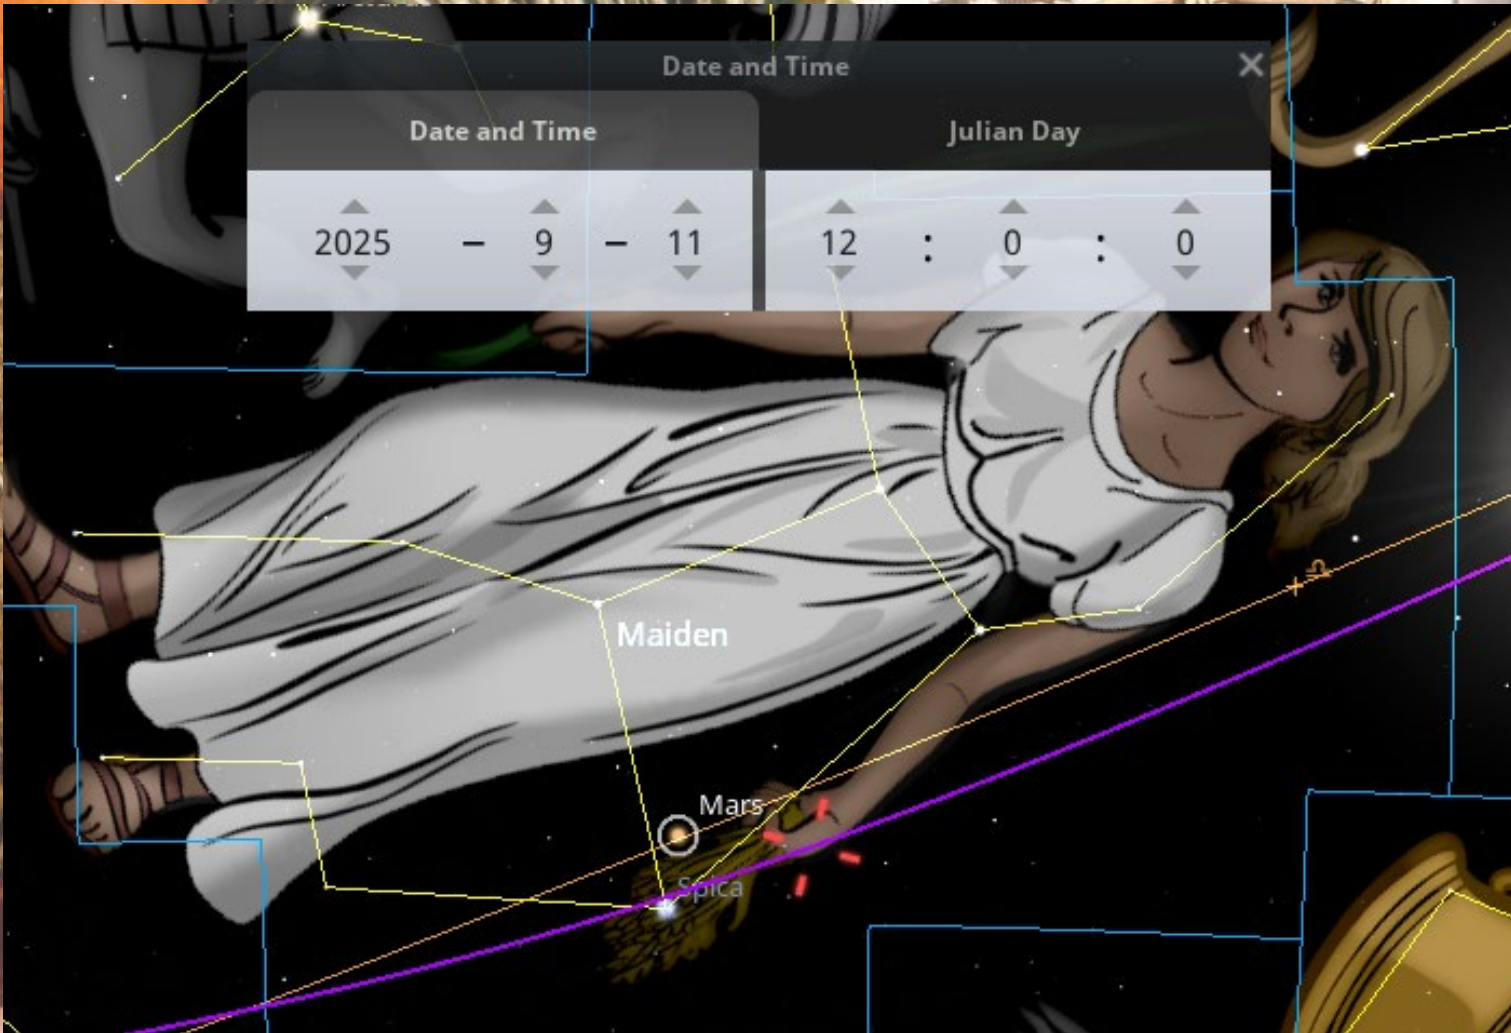 Date and Time
Date and Time
Julian Day
2025 – 9 – 11
12 : 0 : 0
Maiden
Mars
Spica